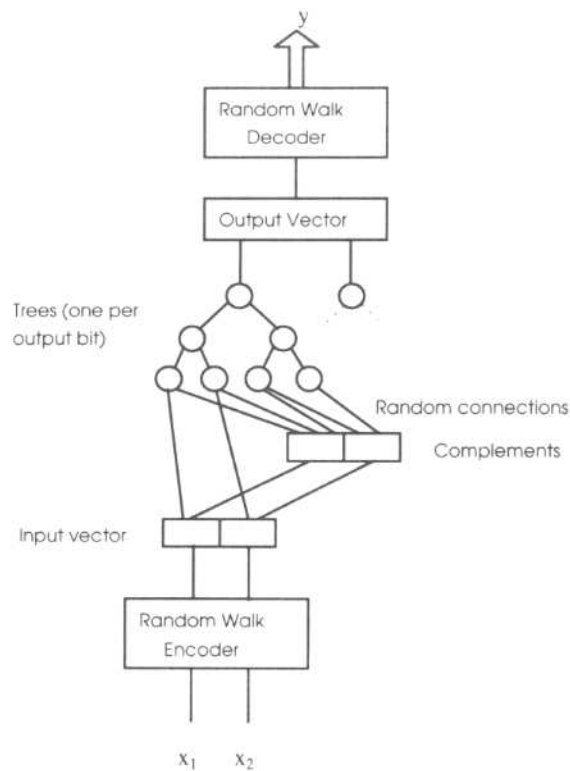 y
Random Walk
Decoder
Output Vector
Trees (one per
output bit)
Random connections
Complements
Input vector
Random Walk
Encoder
x₁ x₂